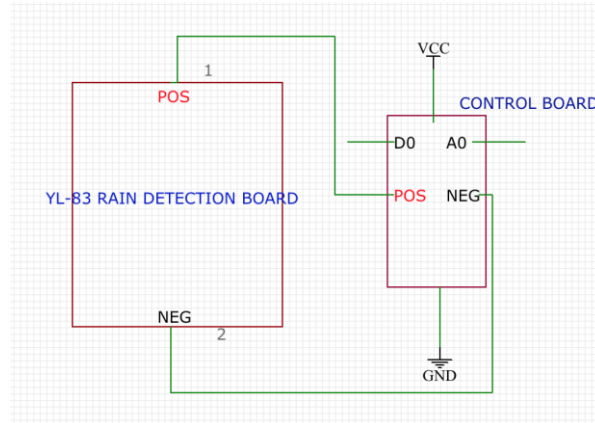 1
POS
YL-83 RAIN DETECTION BOARD
NEG
2
VCC
CONTROL BOARD
D0 A0
POS NEG
GND